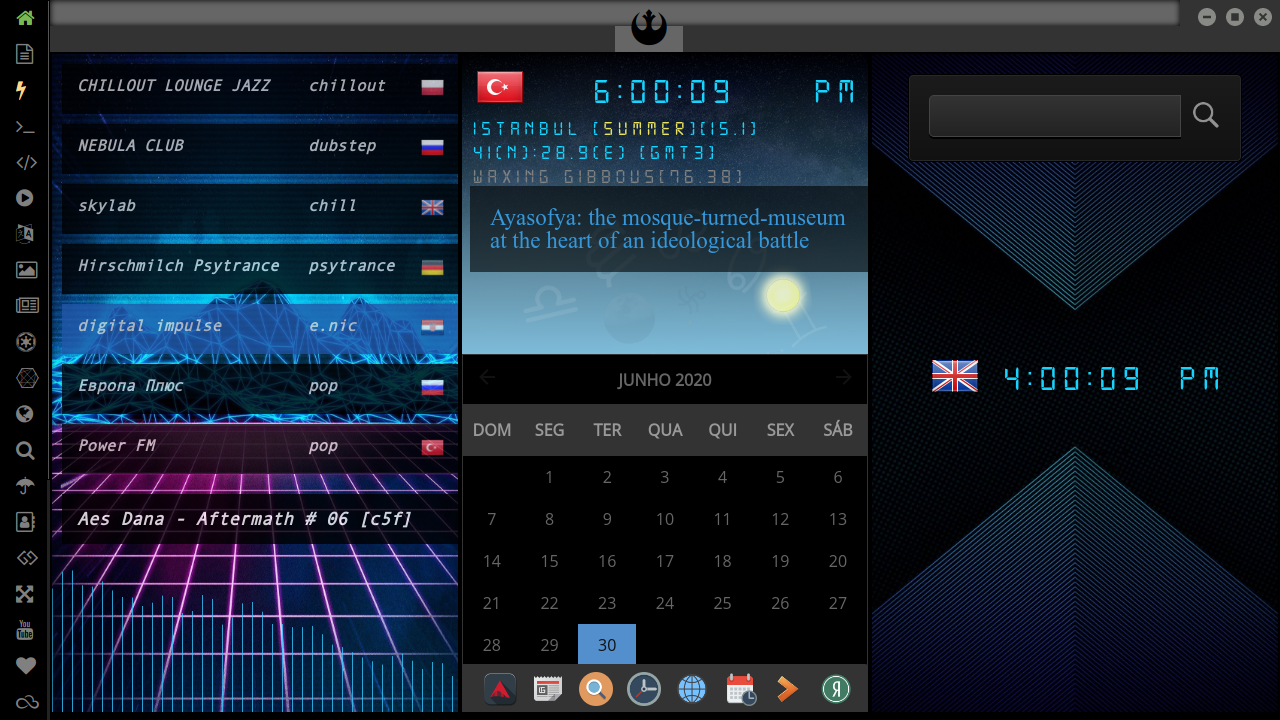 CHILLOUT LOUNGE JAZZ chillout
NEBULA CLUB dubstep
skylab chill
Hirschmilch Psytrance psytrance
digital impulse e.nic
Европа Плюс pop
Power FM pop
Aes Dana - Aftermath # 06 [c5f]
6:00:09 PM
ISTANBUL (SUMMER)(15.1)
41(N):28.9(E) (GMT3)
WAXING GIBBOUS(76.38)
Ayasofya: the mosque-turned-museum
at the heart of an ideological battle
JUNHO 2020
DOM SEG TER QUA QUI SEX SÁB
1 2 3 4 5 6
7 8 9 10 11 12 13
14 15 16 17 18 19 20
21 22 23 24 25 26 27
28 29 30
4:00:09 PM
You
Tube
Я